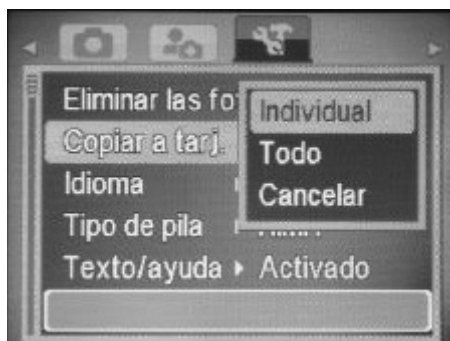 Eliminar las fo
Individual
Copiar a tarj.
Todo
Idioma
Cancelar
Tipo de pila
Texto/ayuda
Activado